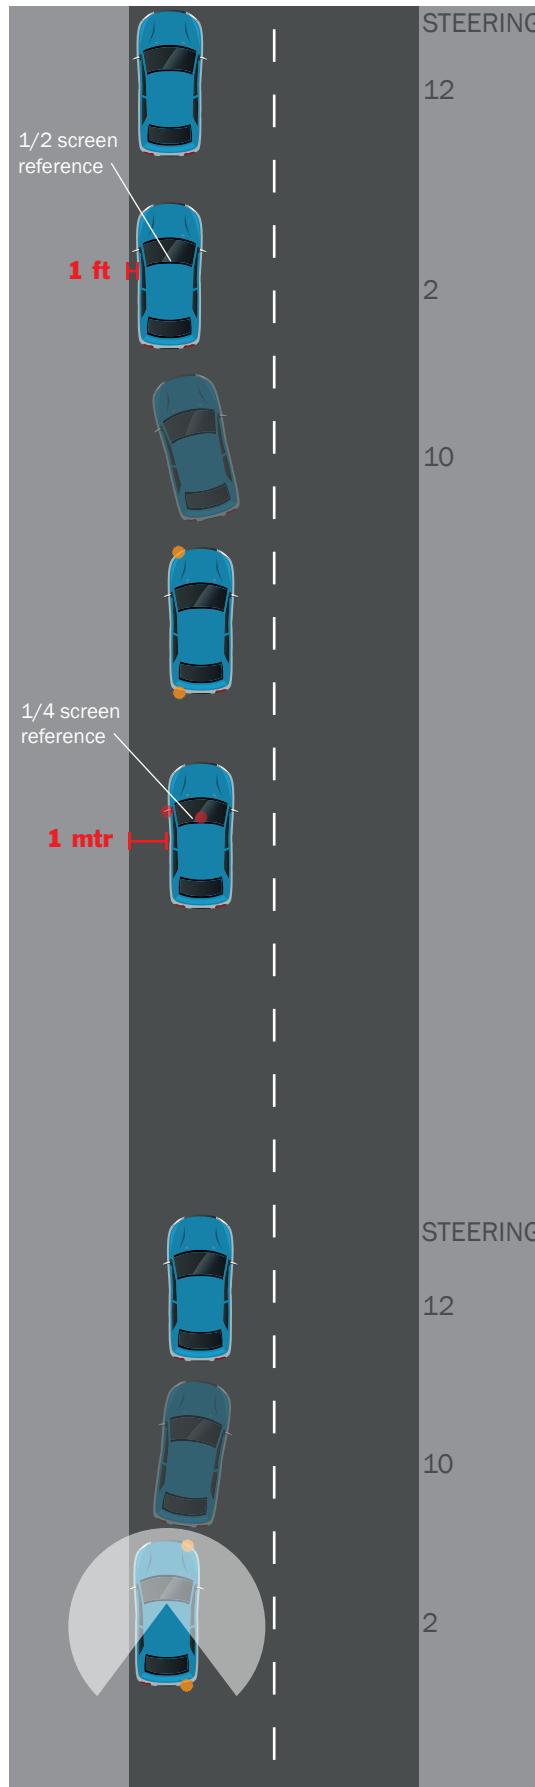 STEERING
12
1/2 screen
reference
1 ft
2
10
1/4 screen
reference
1 mtr
STEERING
12
10
2